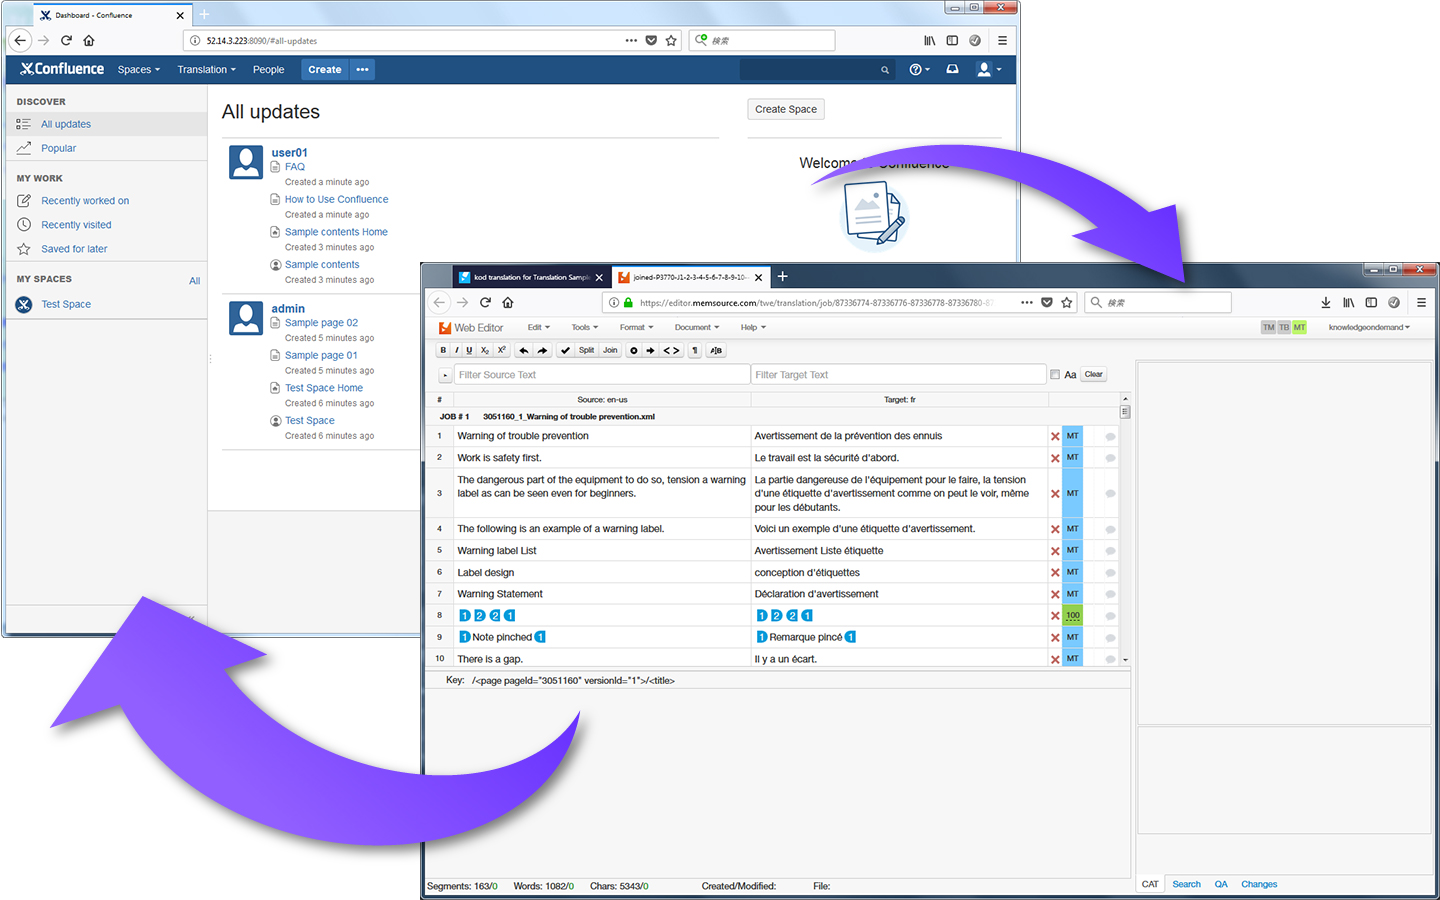 Dashboard - Confluence
52.14.3.223:8090/#all-updates
検索
Confluence Spaces Translation People Create
DISCOVER
All updates
Popular
MY WORK
Recently worked on
Recently visited
Saved for later
MY SPACES All
Test Space
All updates
user01
FAQ
Created a minute ago
How to Use Confluence
Created a minute ago
Sample contents Home
Created 3 minutes ago
Sample contents
Created 3 minutes ago
admin
Sample page 02
Created 5 minutes ago
Sample page 01
Created 5 minutes ago
Test Space Home
Created 6 minutes ago
Test Space
Created 6 minutes ago
Create Space
Welcome Confluence
kod translation for Translation Sample
joined-P3770-J1-2-3-4-5-6-7-8-9-10-
https://editor.memsource.com/twe/translation/job/87336774-87336776-87336778-87336780-87
検索
Web Editor Edit Tools Format Document Help TM TB MT knowledgeondemand
B I U X2 X2 Split Join
Filter Source Text Filter Target Text Aa Clear
# Source: en-us Target: fr
JOB # 1 3051160_1_Warning of trouble prevention.xml
1 Warning of trouble prevention Avertissement de la prévention des ennuis MT
2 Work is safety first. Le travail est la sécurité d'abord. MT
3 The dangerous part of the equipment to do so, tension a warning label as can be seen even for beginners. La partie dangereuse de l'équipement pour le faire, la tension d'une étiquette d'avertissement comme on peut le voir, même pour les débutants. MT
4 The following is an example of a warning label. Voici un exemple d'une étiquette d'avertissement. MT
5 Warning label List Avertissement Liste étiquette MT
6 Label design conception d'étiquettes MT
7 Warning Statement Déclaration d'avertissement MT
8 1 2 2 1 1 2 2 1 100
9 1 Note pinched 1 1 Remarque pincé 1 MT
10 There is a gap. Il y a un écart. MT
Key: /<page pageId="3051160" versionId="1">/<title>
Segments: 163/0 Words: 1082/0 Chars: 5343/0 Created/Modified: File:
CAT Search QA Changes